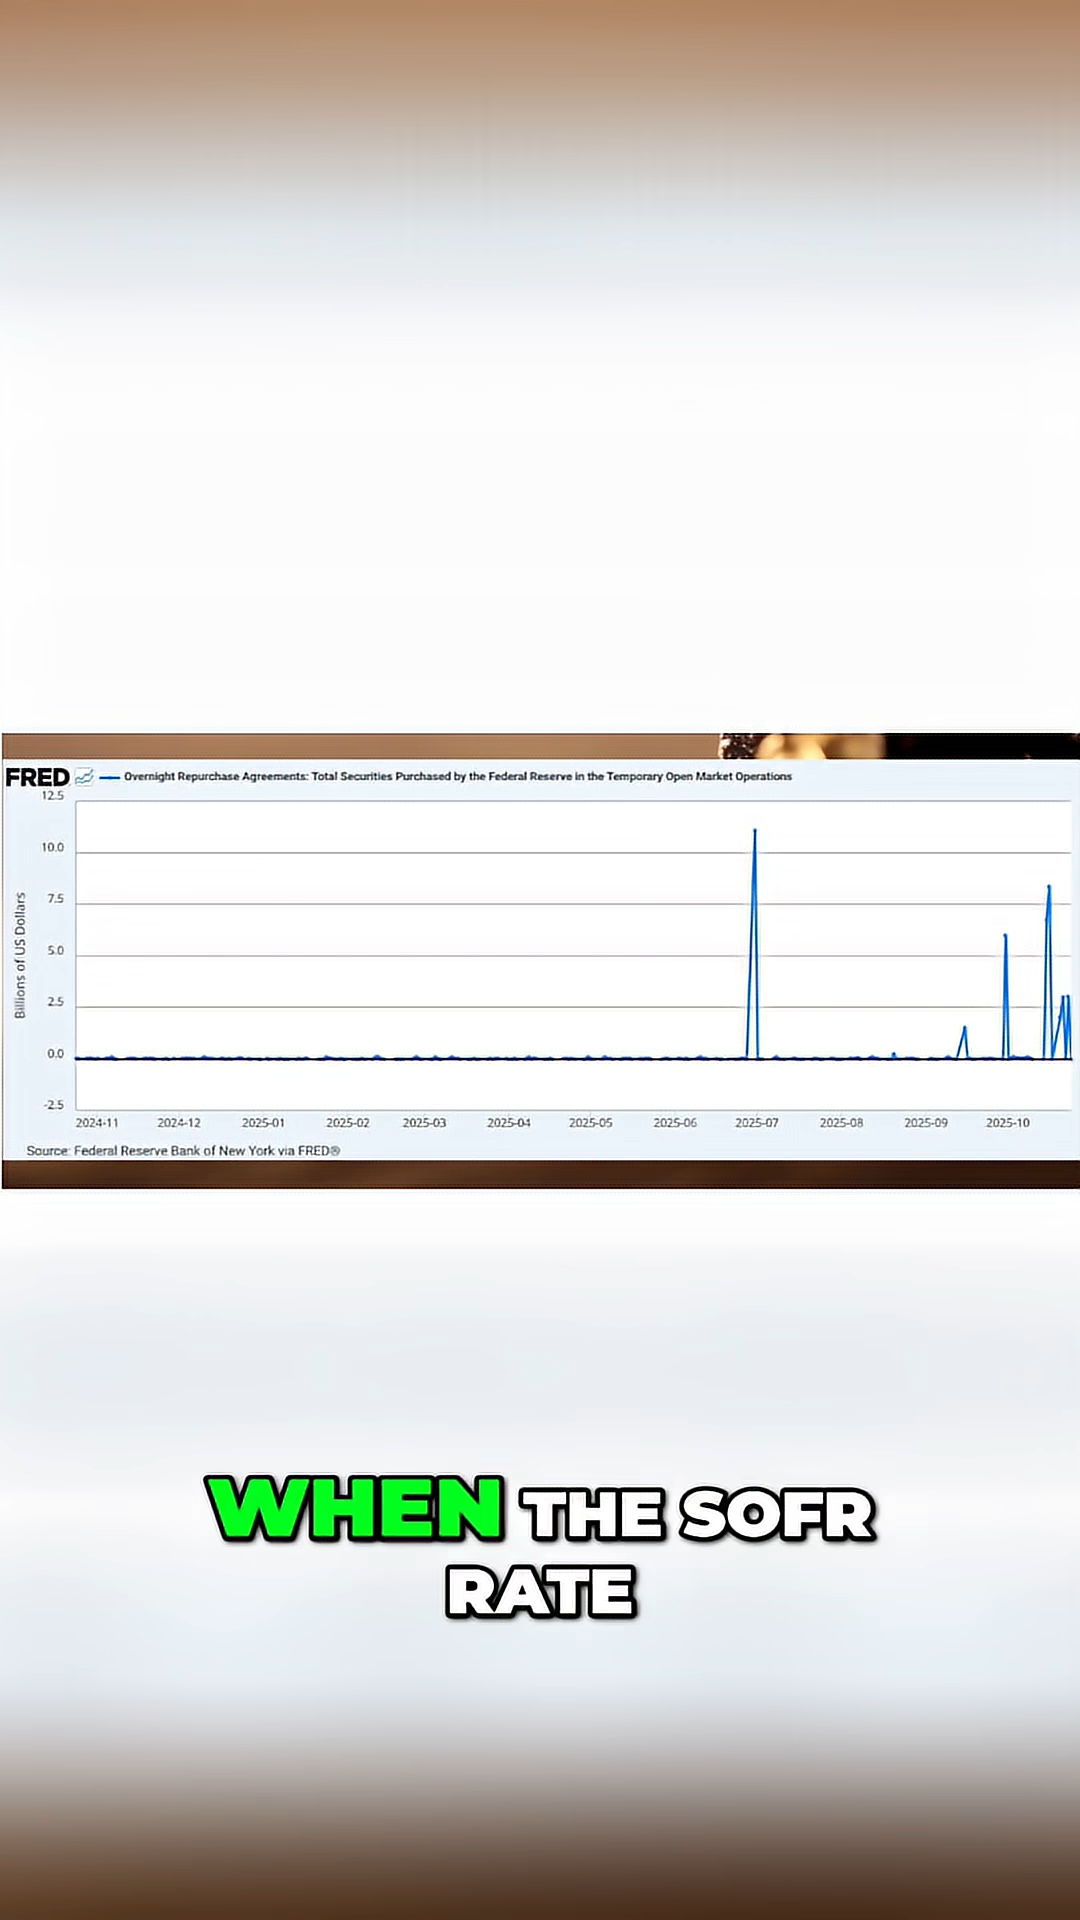 FRED
Overnight Repurchase Agreements: Total Securities Purchased by the Federal Reserve in the Temporary Open Market Operations
Billions of US Dollars
12.5
10.0
7.5
5.0
2.5
0.0
-2.5
2024-11 2024-12 2025-01 2025-02 2025-03 2025-04 2025-05 2025-06 2025-07 2025-08 2025-09 2025-10
Source: Federal Reserve Bank of New York via FRED®
WHEN THE SOFR
RATE